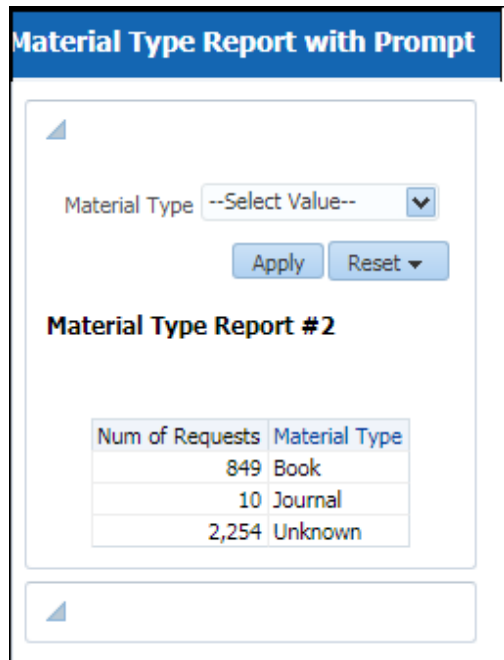 Material Type Report with Prompt
Material Type --Select Value--
Apply Reset
Material Type Report #2
Num of Requests Material Type
849 Book
10 Journal
2,254 Unknown